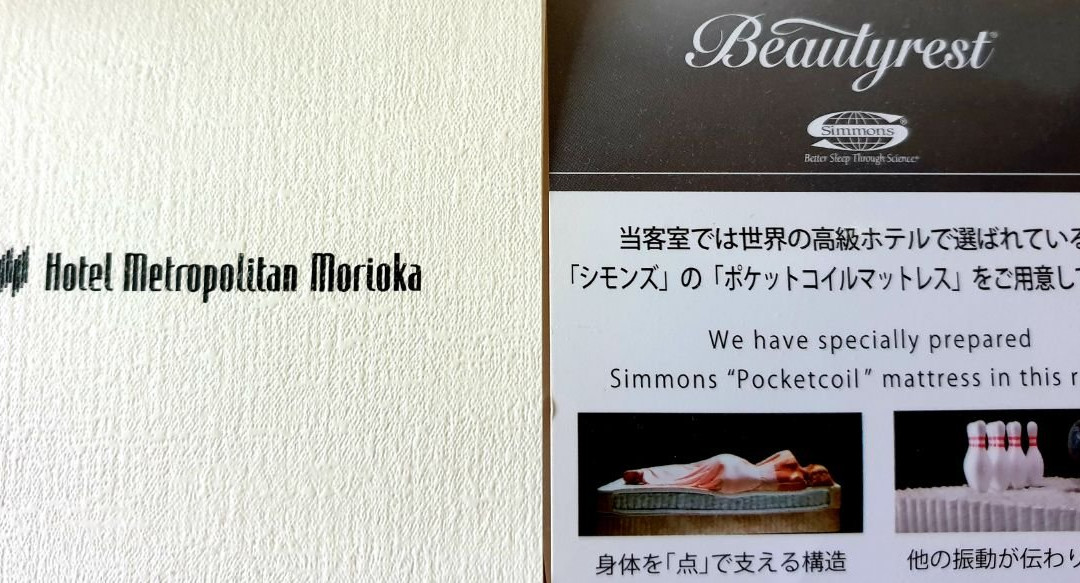 Hotel Metropolitan Morioka
Beautyrest
Simmons
Better Sleep Through Science
当客室では世界の高級ホテルで選ばれている
「シモンズ」の「ポケットコイルマットレス」をご用意し
We have specially prepared
Simmons “Pocketcoil” mattress in this
身体を「点」で支える構造
他の振動が伝わり